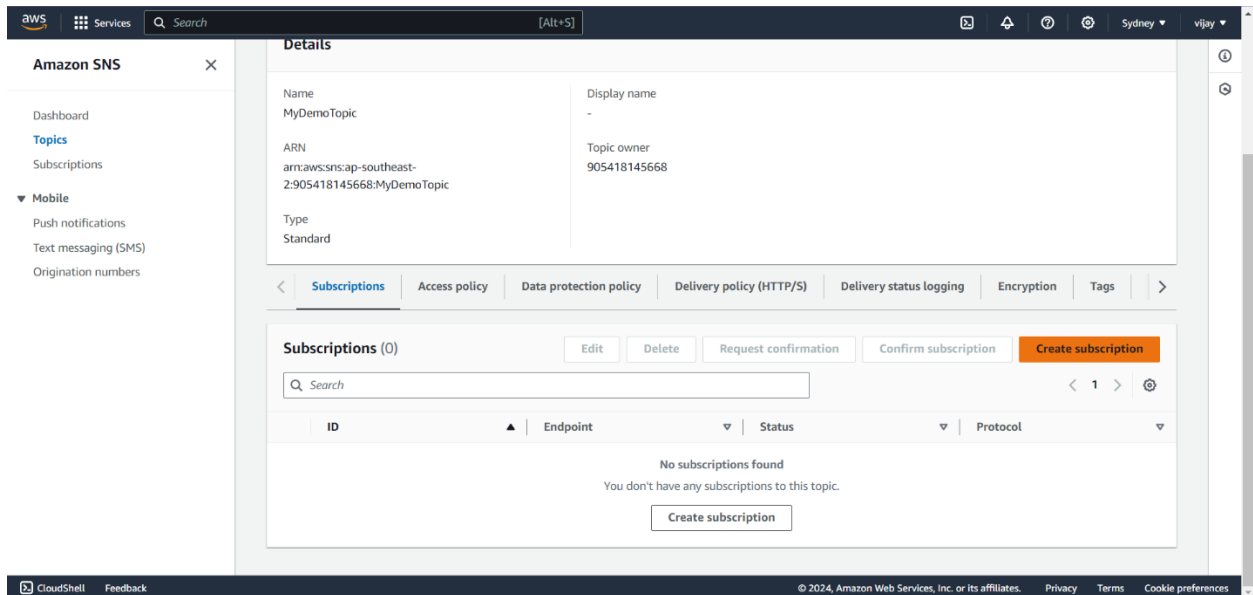 aws Services Search [Alt+S] Sydney vijay
Amazon SNS
Dashboard
Topics
Subscriptions
Mobile
Push notifications
Text messaging (SMS)
Origination numbers
Details
Name
MyDemoTopic
Display name
-
ARN
arn:aws:sns:ap-southeast-
2:905418145668:MyDemoTopic
Topic owner
905418145668
Type
Standard
Subscriptions Access policy Data protection policy Delivery policy (HTTP/S) Delivery status logging Encryption Tags
Subscriptions (0) Edit Delete Request confirmation Confirm subscription Create subscription
Search 1
ID Endpoint Status Protocol
No subscriptions found
You don't have any subscriptions to this topic.
Create subscription
CloudShell Feedback © 2024, Amazon Web Services, Inc. or its affiliates. Privacy Terms Cookie preferences